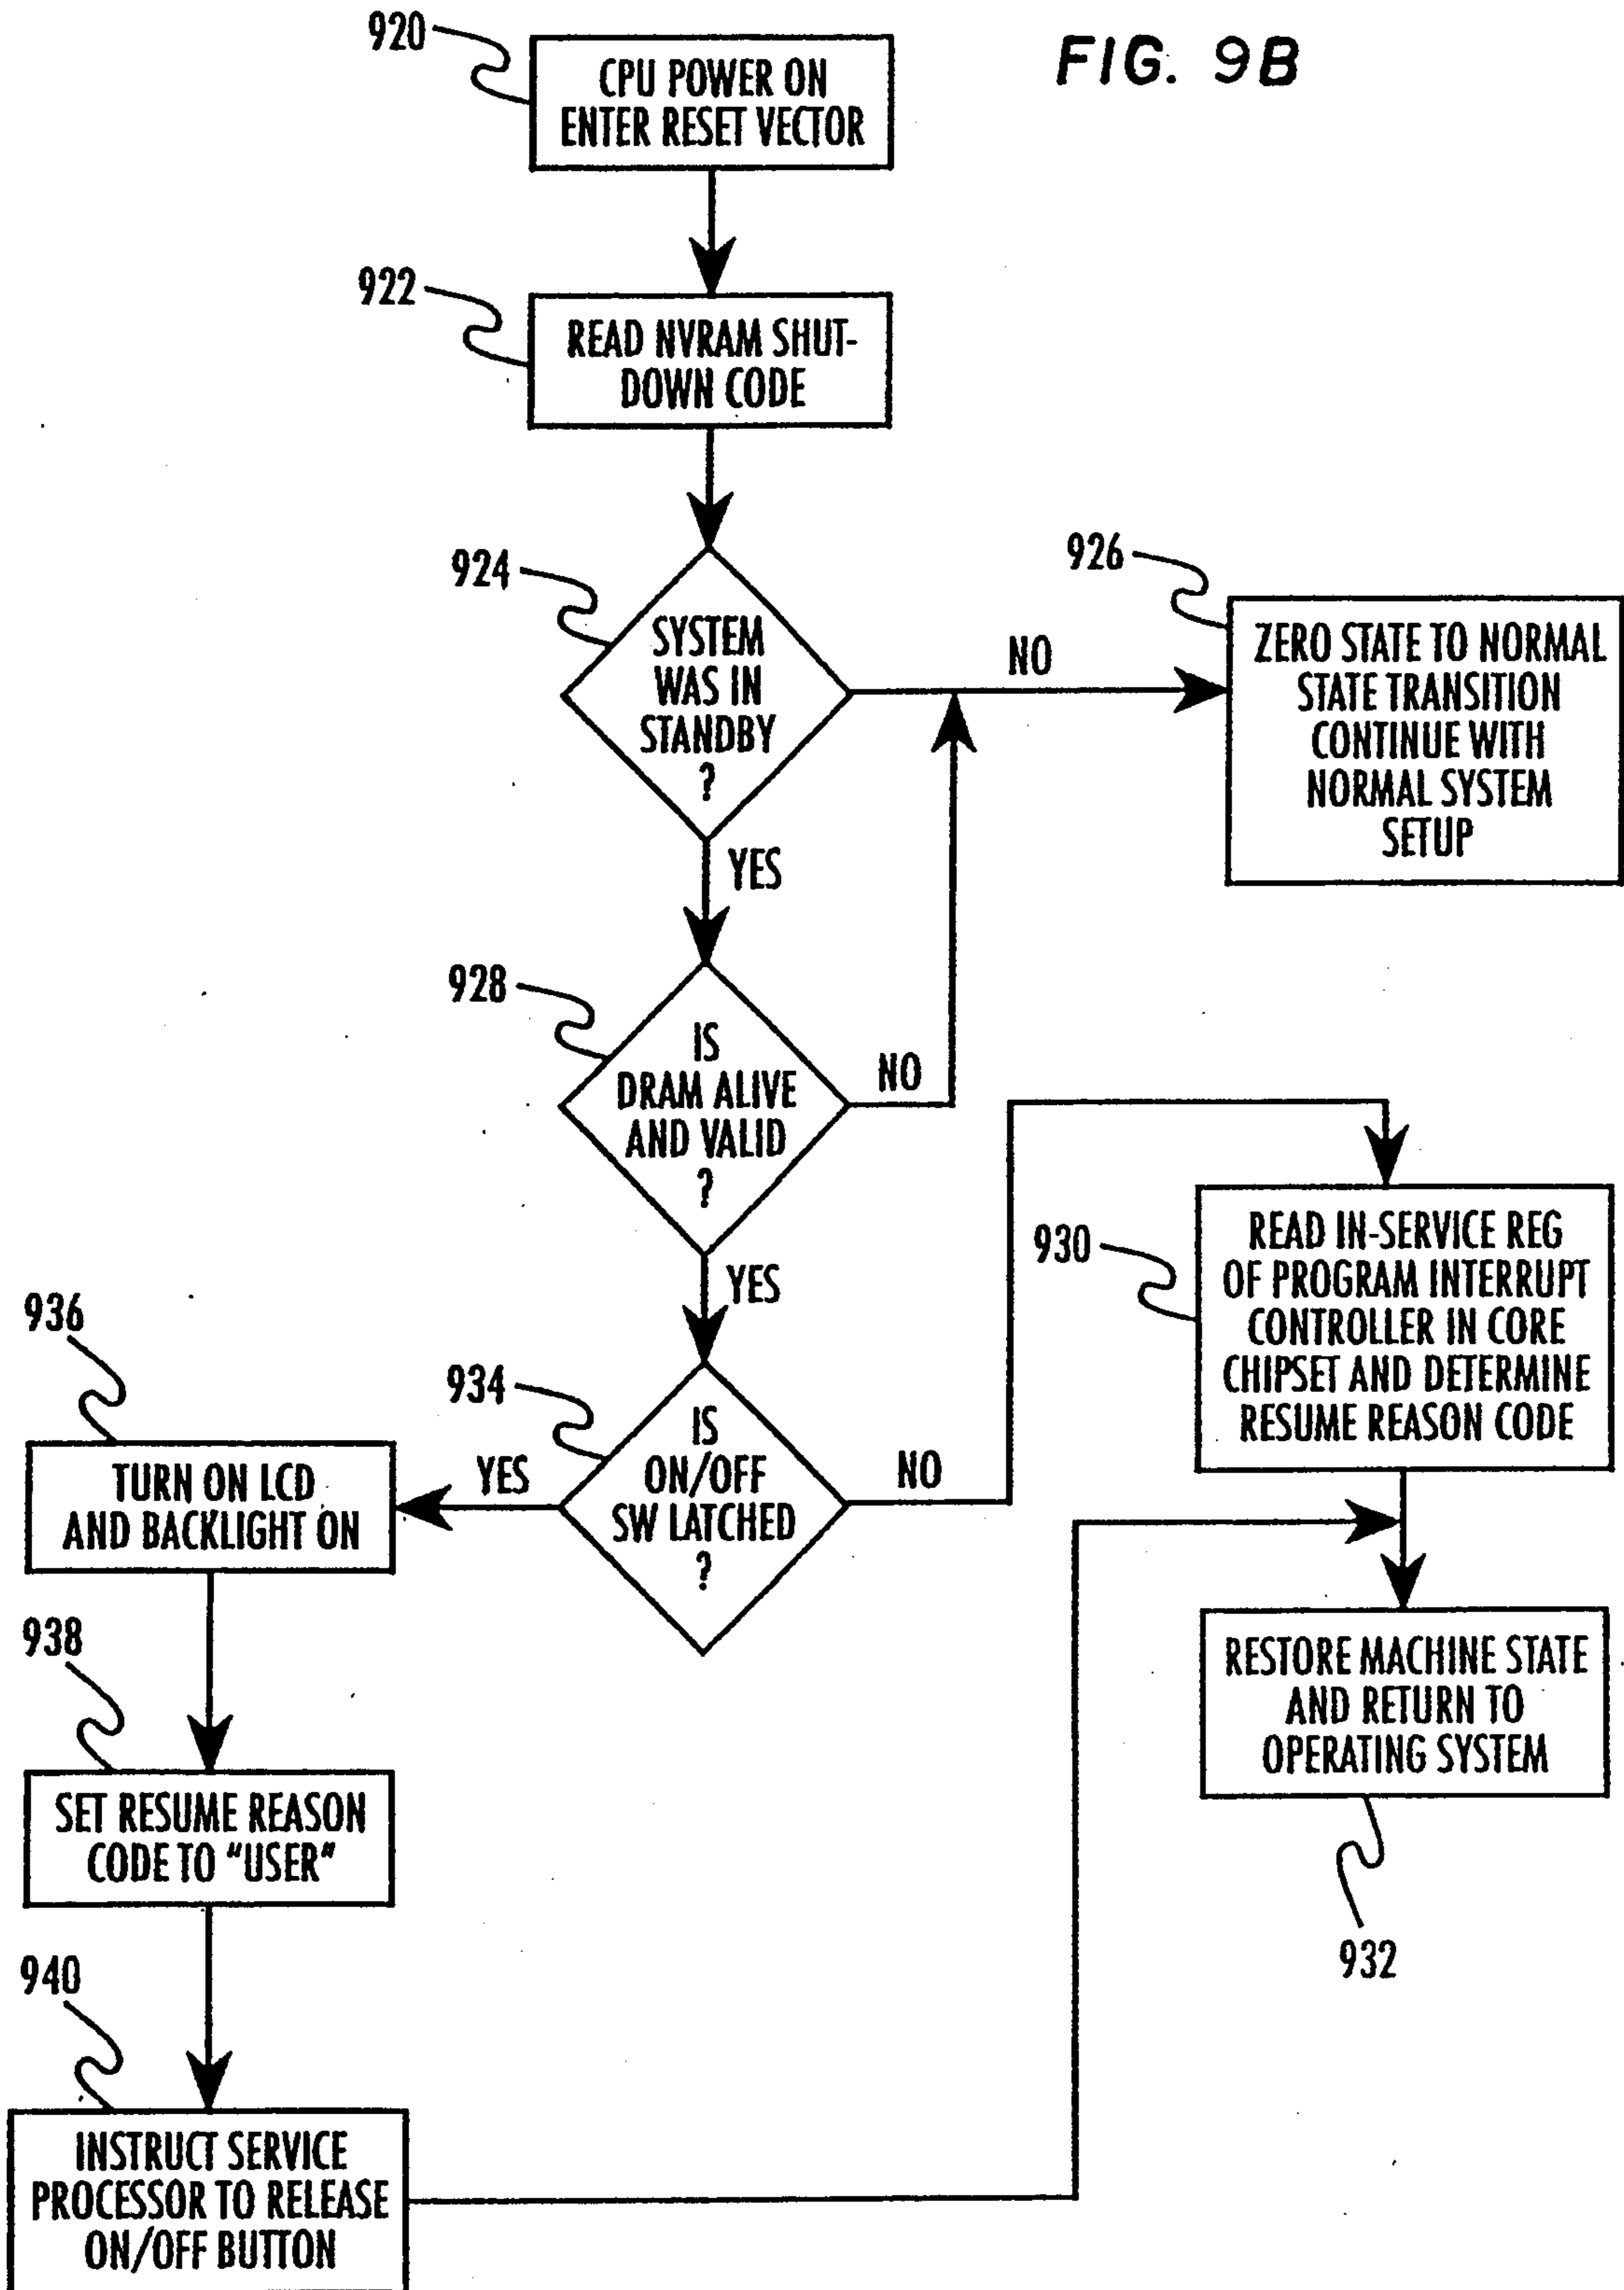 FIG. 9B
920
CPU POWER ON
ENTER RESET VECTOR
922
READ NVRAM SHUT-
DOWN CODE
924
SYSTEM
WAS IN
STANDBY
?
NO
YES
926
ZERO STATE TO NORMAL
STATE TRANSITION
CONTINUE WITH
NORMAL SYSTEM
SETUP
928
IS
DRAM ALIVE
AND VALID
?
NO
YES
934
IS
ON/OFF
SW LATCHED
?
YES
NO
930
READ IN-SERVICE REG
OF PROGRAM INTERRUPT
CONTROLLER IN CORE
CHIPSET AND DETERMINE
RESUME REASON CODE
936
TURN ON LCD
AND BACKLIGHT ON
938
SET RESUME REASON
CODE TO "USER"
940
INSTRUCT SERVICE
PROCESSOR TO RELEASE
ON/OFF BUTTON
RESTORE MACHINE STATE
AND RETURN TO
OPERATING SYSTEM
932